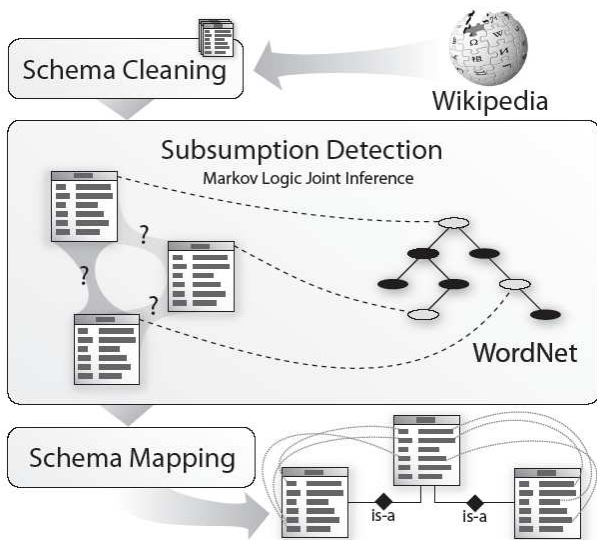 Schema Cleaning
Wikipedia
Subsumption Detection
Markov Logic Joint Inference
?
?
?
WordNet
Schema Mapping
is-a
is-a